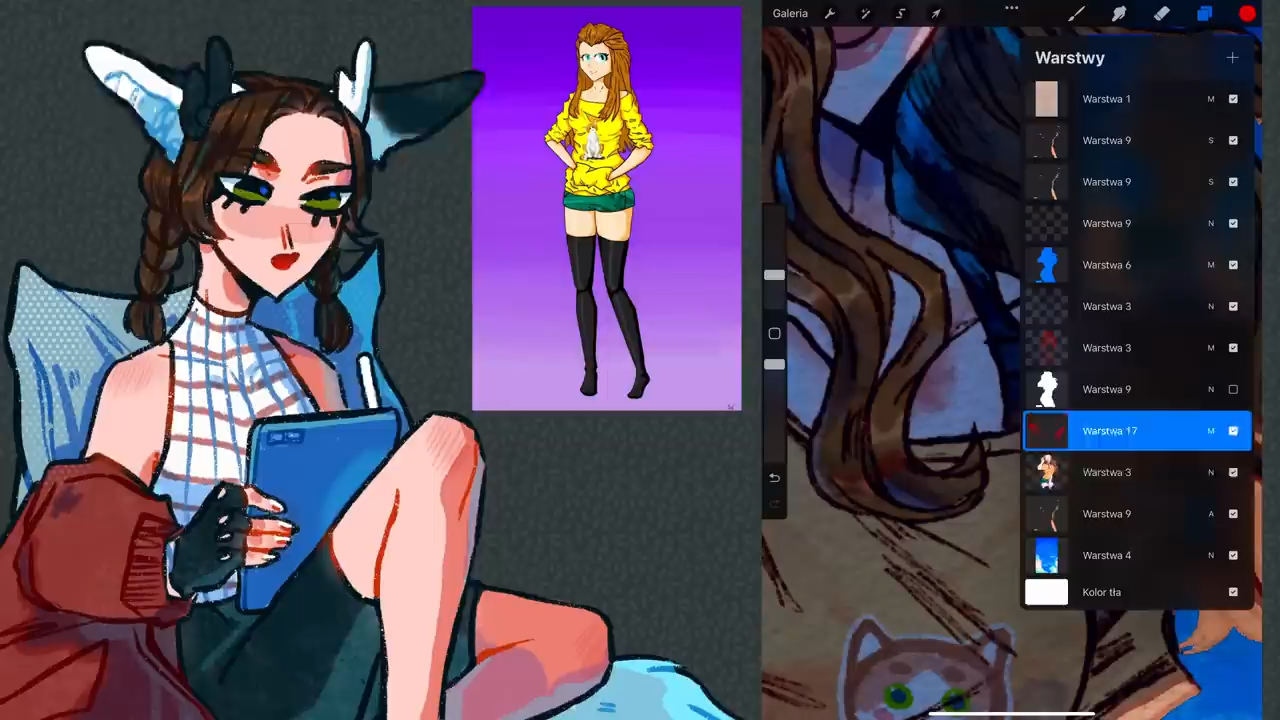 Galeria
Warstwy
Warstwa 1 M
Warstwa 9 S
Warstwa 9 S
Warstwa 9 N
Warstwa 6 M
Warstwa 3 N
Warstwa 3 M
Warstwa 9 N
Warstwa 17 M
Warstwa 3 N
Warstwa 9 A
Warstwa 4 N
Kolor tła